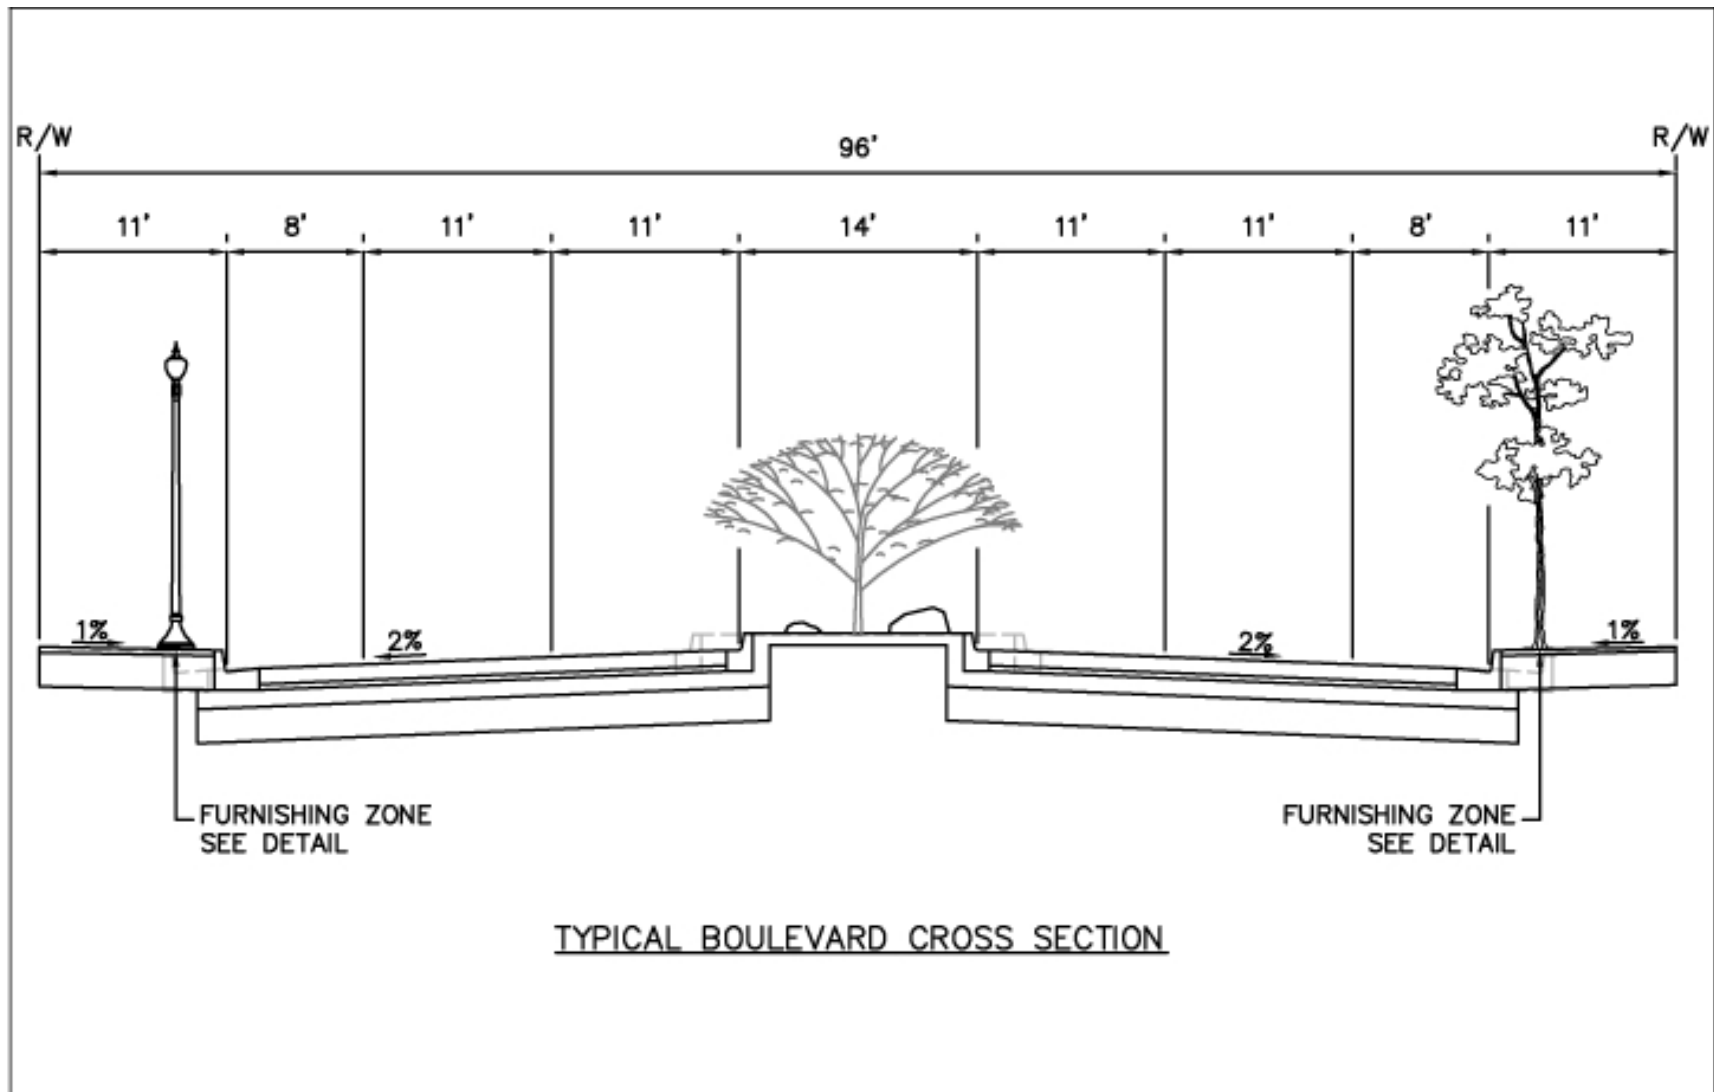 R/W
R/W
96'
11' 8' 11' 11' 14' 11' 11' 8' 11'
1% 2% 2% 1%
FURNISHING ZONE
SEE DETAIL
FURNISHING ZONE
SEE DETAIL
TYPICAL BOULEVARD CROSS SECTION